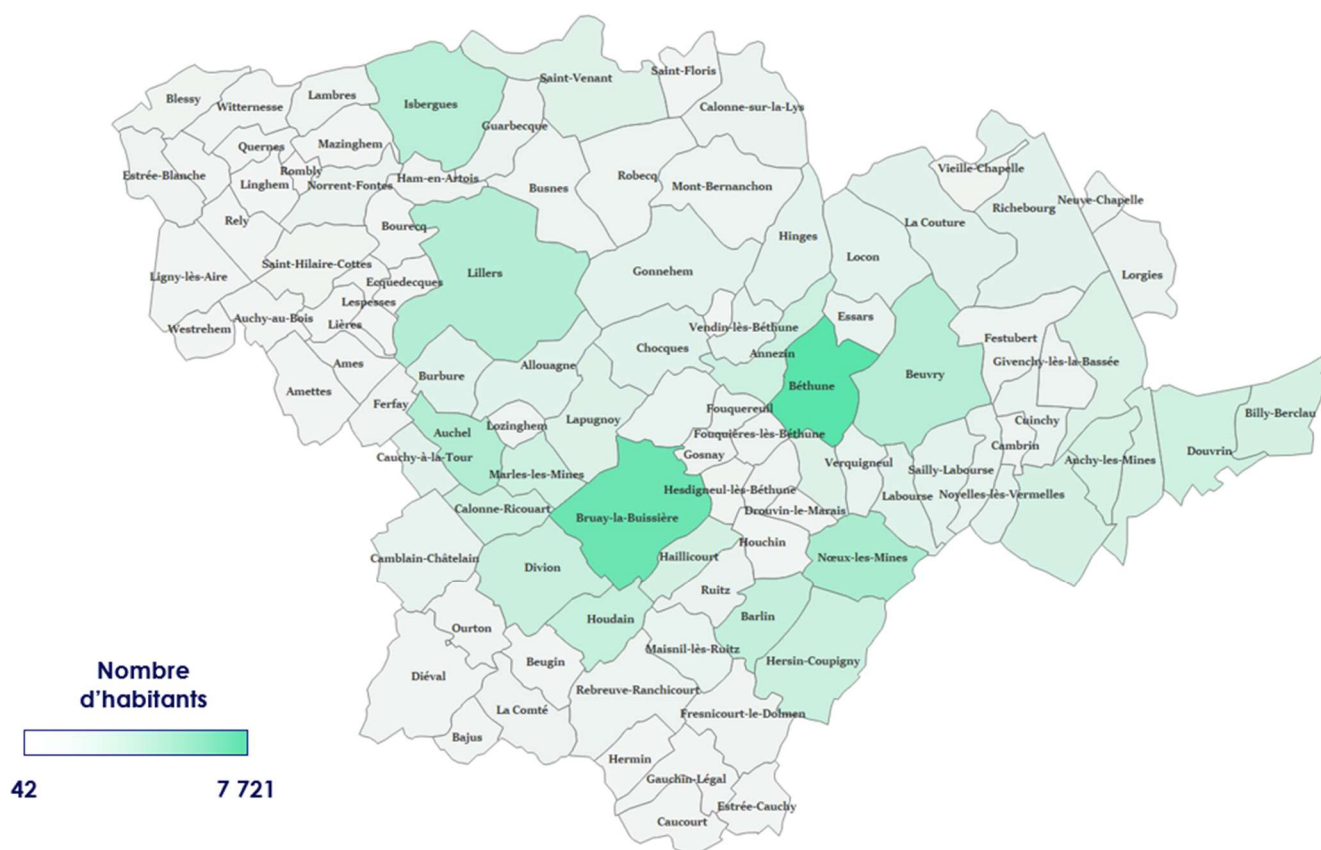 Saint-Venant
Saint-Floris
Blessy
Lambres
Isbergues
Witternesse
Calonne-sur-la-Lys
Guarbecque
Mazinghem
Quernes
Vieille-Chapelle
Rombly
Estrée-Blanche
Robecq
Ham-en-Artois
Linghem
Norrent-Fontes
Busnes
Mont-Bernanchon
Neuve-Chapelle
Richebourg
Rely
La Couture
Bourecq
Hinges
Locon
Saint-Hilaire-Cottes
Lillers
Gonnehem
Ligny-lès-Aire
Lorgies
Ecquedecques
Lespesses
Auchy-au-Bois
Essars
Lières
Westrehem
Vendin-lès-Béthune
Festubert
Chocques
Annezin
Ames
Allouagne
Givenchy-lès-la-Bassée
Burbure
Beuvry
Béthune
Amettes
Ferfay
Fouquereuil
Billy-Berclau
Lapugnoy
Cuinchy
Lozinghem
Auchel
Fouquières-lès-Béthune
Cambrin
Douvrin
Gosnay
Cauchy-à-la-Tour
Auchy-les-Mines
Verquigneul
Sailly-Labourse
Marles-les-Mines
Hesdigneul-lès-Béthune
Labourse
Noyelles-lès-Vermelles
Calonne-Ricouart
Drouvin-le-Marais
Bruay-la-Buissière
Houchin
Haillicourt
Nœux-les-Mines
Camblain-Châtelain
Divion
Ruitz
Barlin
Houdain
Ourton
Maisnil-lès-Ruitz
Hersin-Coupigny
Beugin
Diéval
Rebreuve-Ranchicourt
La Comté
Fresnicourt-le-Dolmen
Bajus
Hermin
Gauchin-Légal
Estrée-Cauchy
Caucourt
Nombre
d'habitants
42 7 721